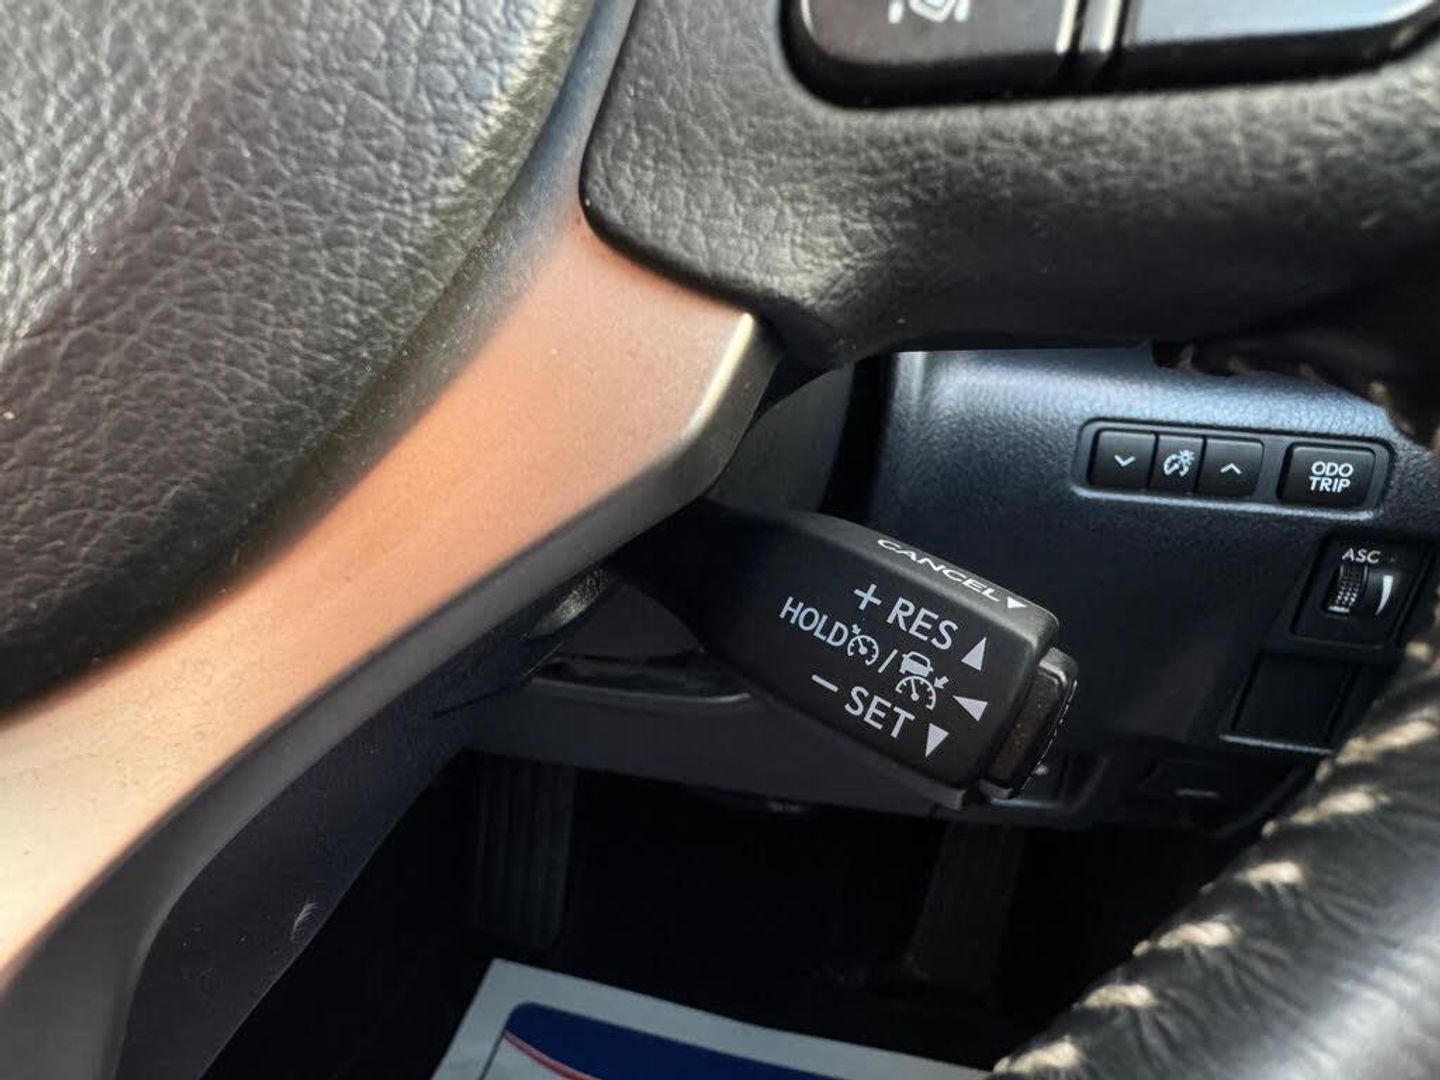 ODO
TRIP
ASC
CANCEL▼
+ RES ▲
HOLD /
− SET ▼